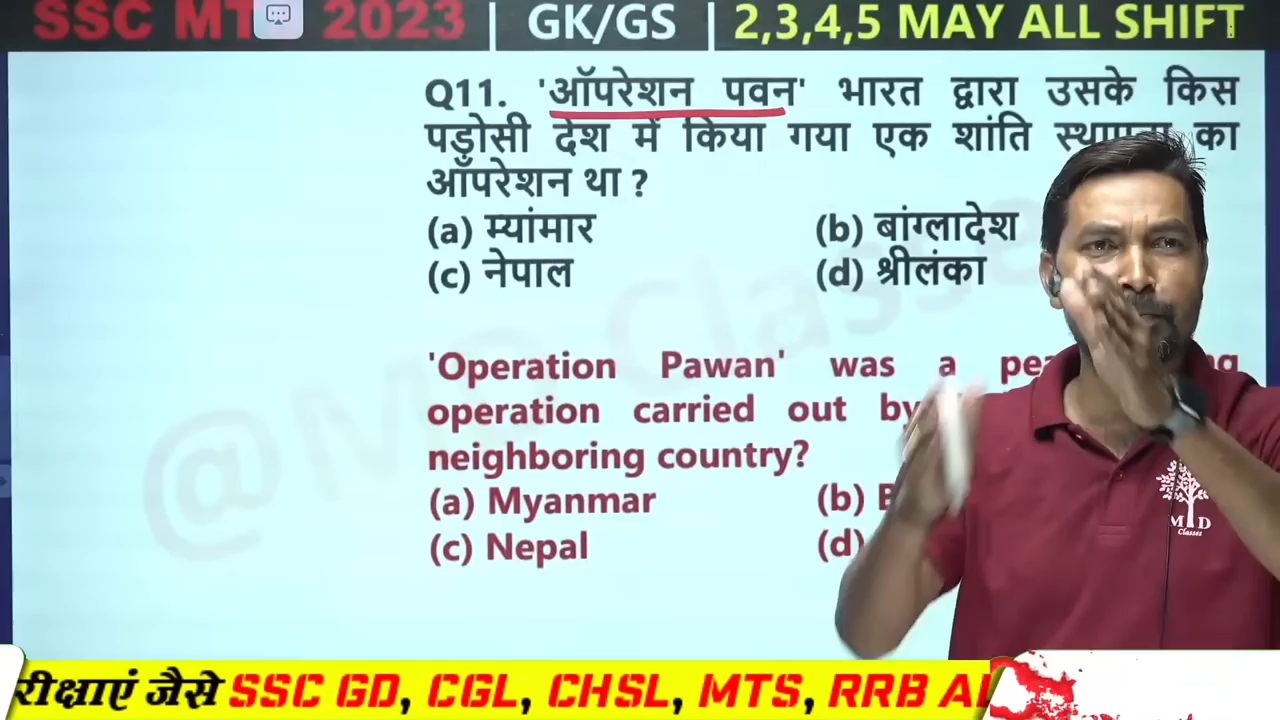 SSC MT 2023 | GK/GS | 2,3,4,5 MAY ALL SHIFT
Q11. 'ऑपरेशन पवन' भारत द्वारा उसके किस
पड़ोसी देश में किया गया एक शांति स्थापना का
ऑपरेशन था ?
(a) म्यांमार (b) बांग्लादेश
(c) नेपाल (d) श्रीलंका
'Operation Pawan' was a
operation carried out by
neighboring country?
(a) Myanmar (b)
(c) Nepal (d)
@MD Classes
M D
Classes
SSC GD, CGL, CHSL, MTS, RRB